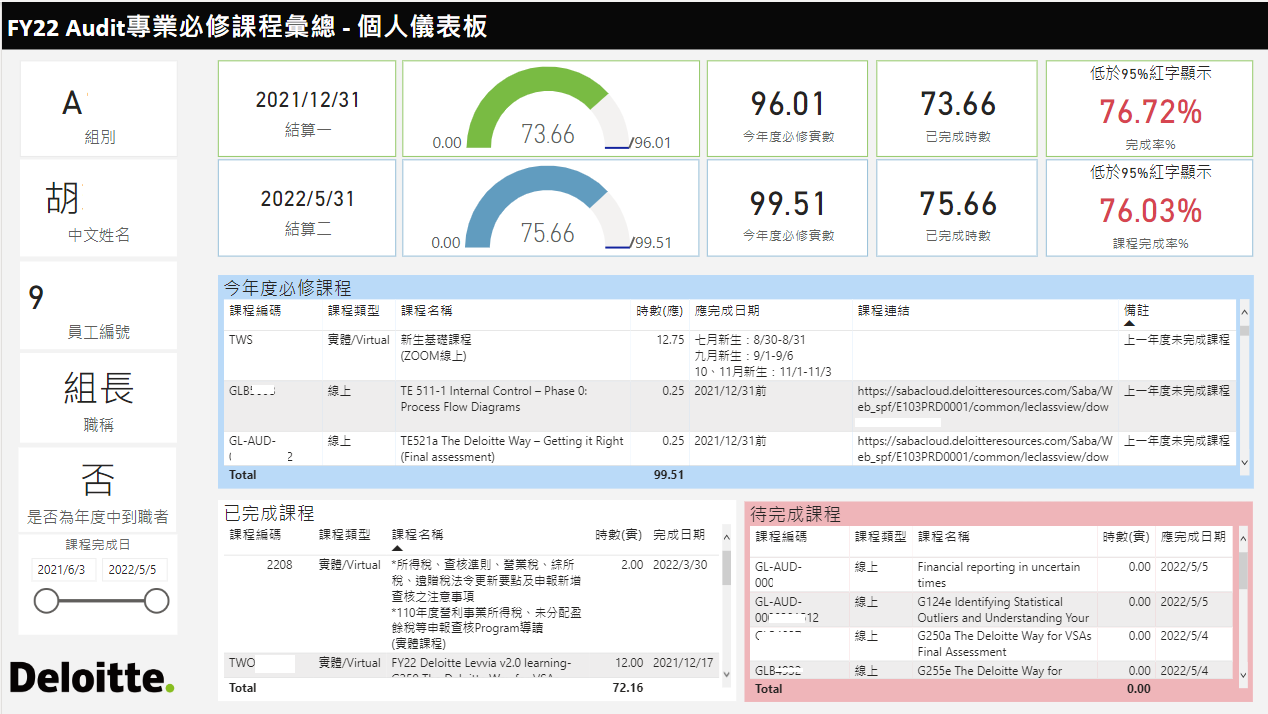 FY22 Audit專業必修課程彙總 - 個人儀表板
A
組別
胡
中文姓名
9
員工編號
組長
職稱
否
是否為年度中到職者
課程完成日
2021/6/3 2022/5/5
Deloitte.
2021/12/31
結算一
0.00 73.66 /96.01
96.01
今年度必修實數
73.66
已完成時數
低於95%紅字顯示
76.72%
完成率%
2022/5/31
結算二
0.00 75.66 /99.51
99.51
今年度必修實數
75.66
已完成時數
低於95%紅字顯示
76.03%
課程完成率%
今年度必修課程
課程編碼 課程類型 課程名稱 時數(應) 應完成日期 課程連結 備註
TWS 實體/Virtual 新生基礎課程 12.75 七月新生：8/30-8/31 上一年度未完成課程
(ZOOM線上) 九月新生：9/1-9/6
10、11月新生：11/1-11/3
線上 TE 511-1 Internal Control – Phase 0: 0.25 2021/12/31前 https://sabacloud.deloitteresources.com/Saba/W 上一年度未完成課程
Process Flow Diagrams eb_spf/E103PRD0001/common/leclassview/dow
GL-AUD- 線上 TE521a The Deloitte Way – Getting it Right 0.25 2021/12/31前 https://sabacloud.deloitteresources.com/Saba/W 上一年度未完成課程
2 (Final assessment) eb_spf/E103PRD0001/common/leclassview/dow
Total 99.51
已完成課程
課程編碼 課程類型 課程名稱 時數(實) 完成日期
2208 實體/Virtual *所得稅、查核準則、營業稅、綜所 2.00 2022/3/30
稅、遺贈稅法令更新要點及申報新增
查核之注意事項
*110年度營利事業所得稅、未分配盈
餘稅等申報查核Program導讀
(實體課程)
TWO 實體/Virtual FY22 Deloitte Levvia v2.0 learning- 12.00 2021/12/17
Total 72.16
待完成課程
課程編碼 課程類型 課程名稱 時數(實) 應完成日期
GL-AUD- 線上 Financial reporting in uncertain 0.00 2022/5/5
000 times
GL-AUD- 線上 G124e Identifying Statistical 0.00 2022/5/5
Outliers and Understanding Your
線上 G250a The Deloitte Way for VSAs 0.00 2022/5/4
Final Assessment
線上 G255e The Deloitte Way for 0.00 2022/5/4
Total 0.00